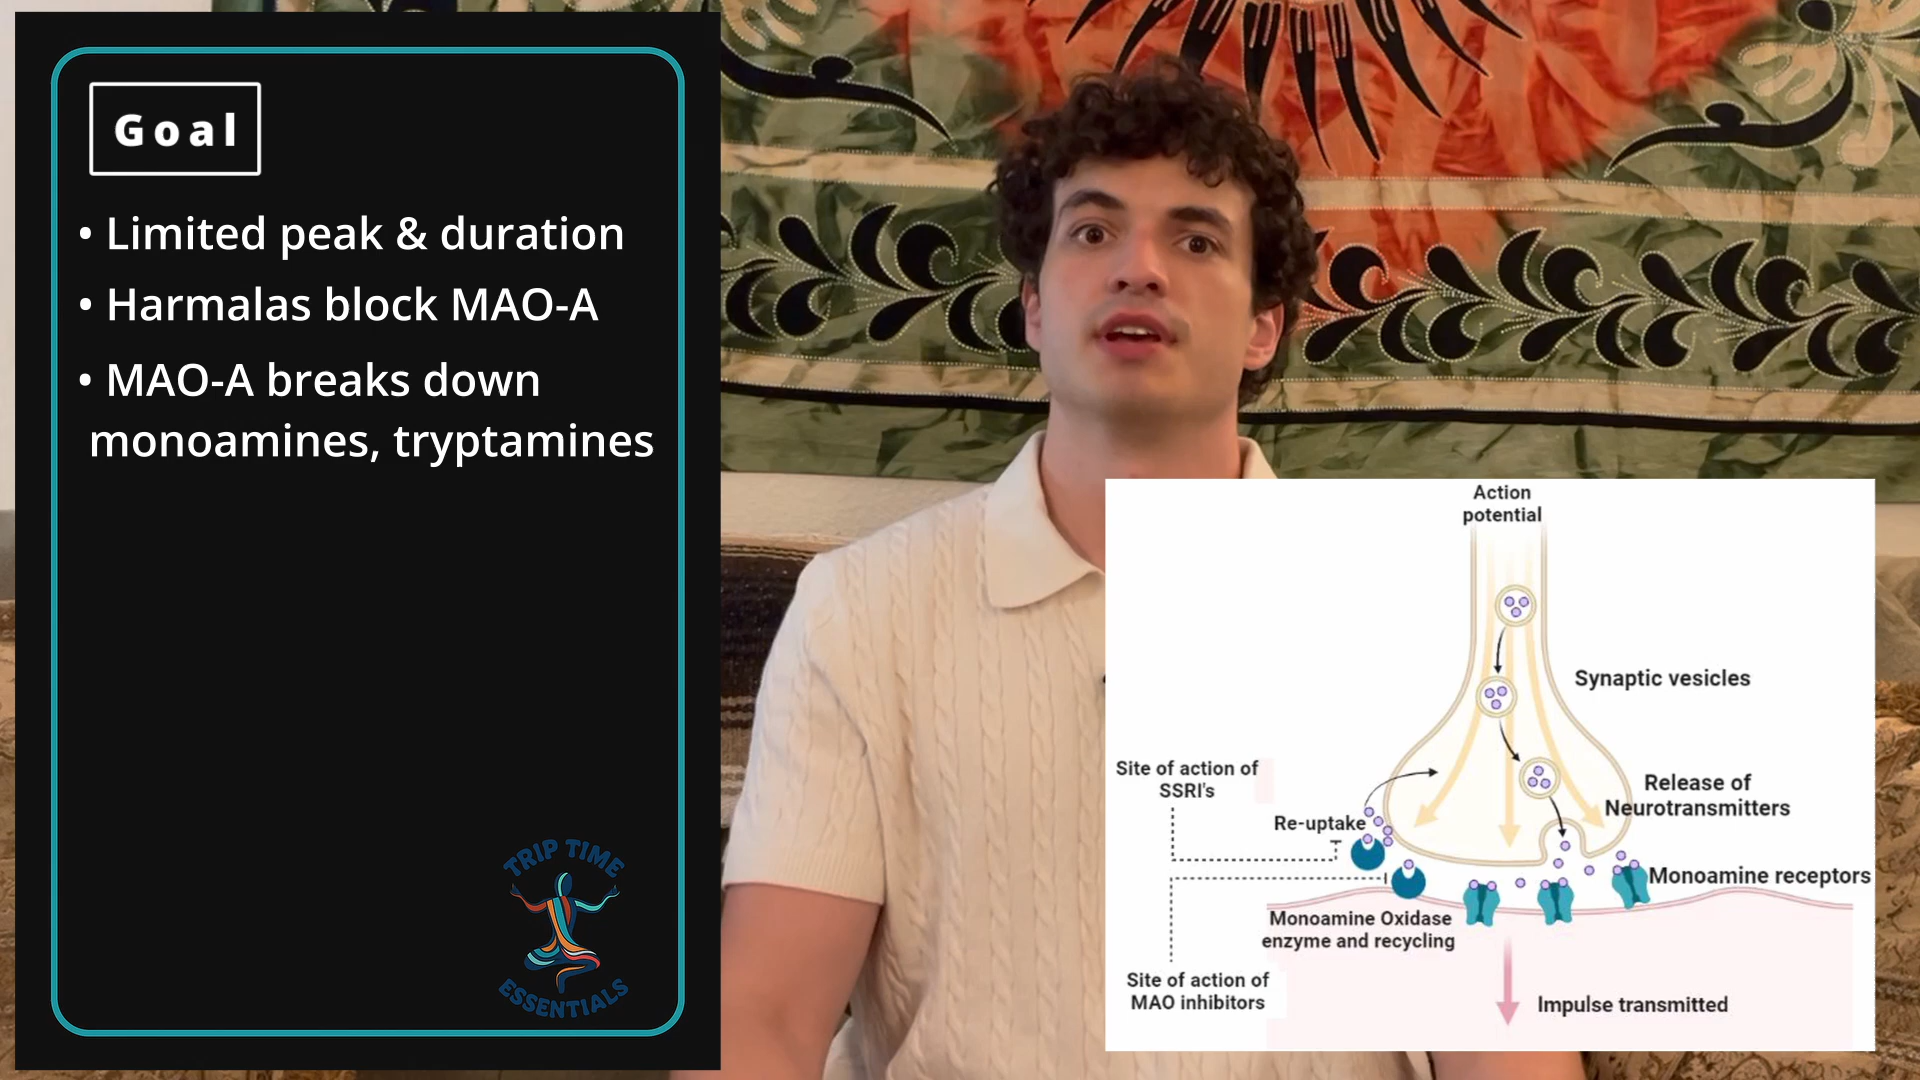 Goal
• Limited peak & duration
• Harmalas block MAO-A
• MAO-A breaks down
monoamines, tryptamines
TRIP TIME
ESSENTIALS
Action
potential
Synaptic vesicles
Site of action of
SSRI's
Release of
Neurotransmitters
Re-uptake
Monoamine receptors
Monoamine Oxidase
enzyme and recycling
Site of action of
MAO inhibitors
Impulse transmitted